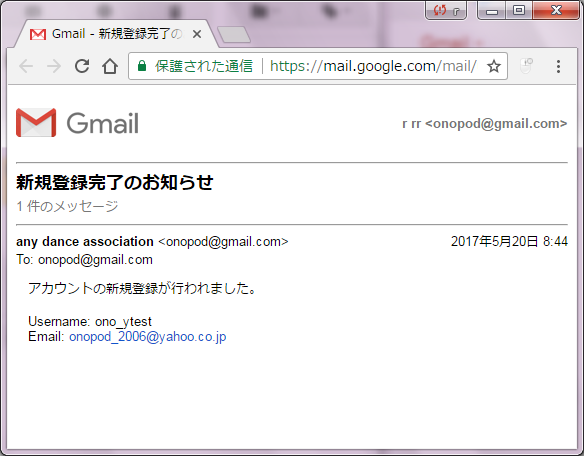 r
Gmail - 新規登録完了の
保護された通信 https://mail.google.com/mail/
Gmail
r rr <onopod@gmail.com>
新規登録完了のお知らせ
1 件のメッセージ
any dance association <onopod@gmail.com> 2017年5月20日 8:44
To: onopod@gmail.com
アカウントの新規登録が行われました。
Username: ono_ytest
Email: onopod_2006@yahoo.co.jp